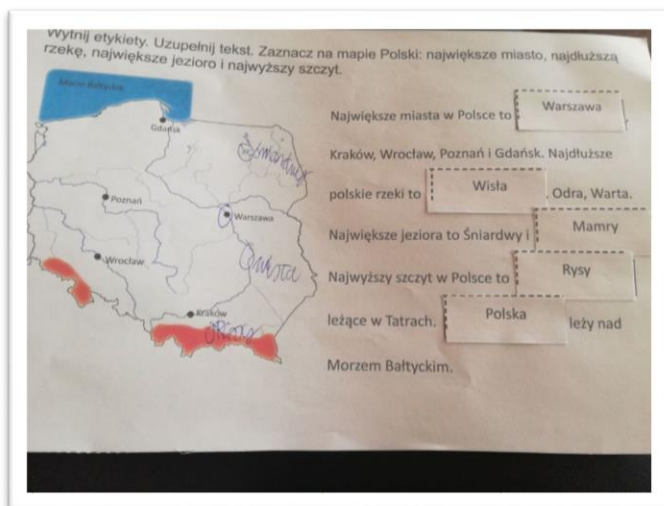 Wytnij etykiety. Uzupełnij tekst. Zaznacz na mapie Polski: największe miasto, najdłuższą
rzekę, największe jezioro i najwyższy szczyt.
Morze Bałtyckie
Gdańsk
Poznań
Warszawa
Wrocław
Kraków
Największe miasta w Polsce to Warszawa,
Kraków, Wrocław, Poznań i Gdańsk. Najdłuższe
polskie rzeki to Wisła, Odra, Warta.
Największe jeziora to Śniardwy i Mamry
Najwyższy szczyt w Polsce to Rysy
leżące w Tatrach. Polska leży nad
Morzem Bałtyckim.